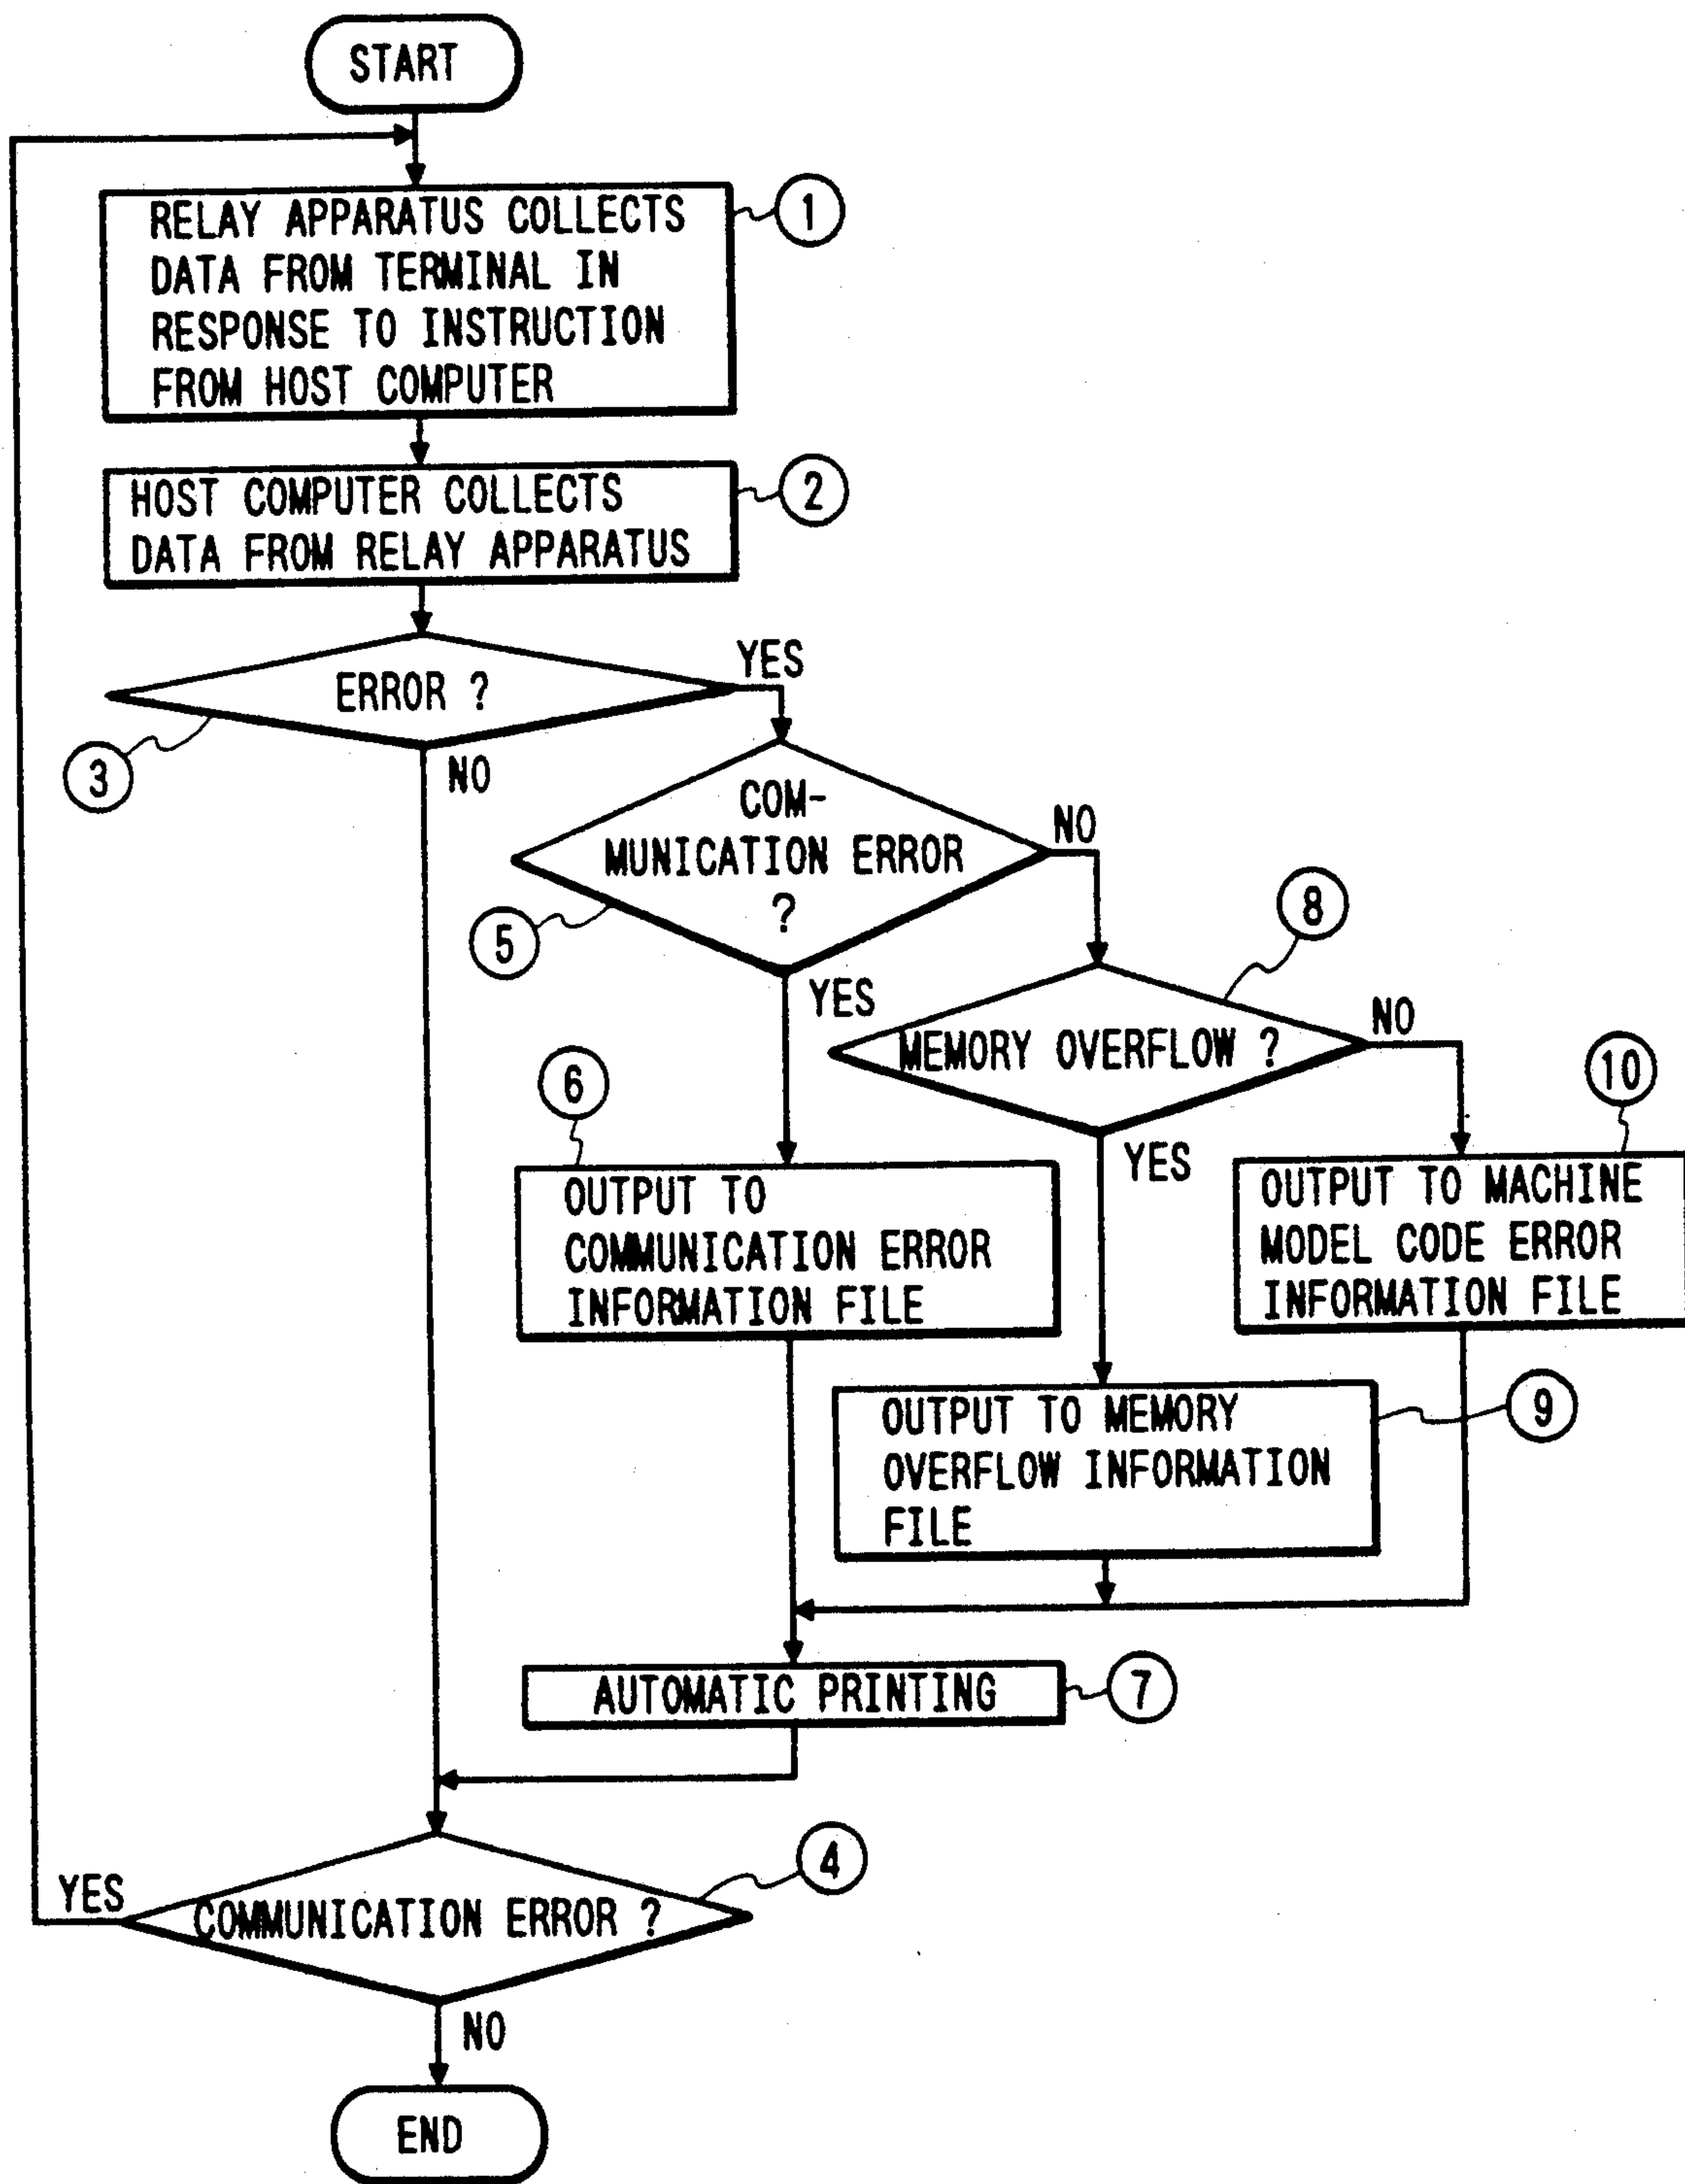 START
RELAY APPARATUS COLLECTS
DATA FROM TERMINAL IN
RESPONSE TO INSTRUCTION
FROM HOST COMPUTER
1
HOST COMPUTER COLLECTS
DATA FROM RELAY APPARATUS
2
ERROR ?
YES
3
NO
COM-
MUNICATION ERROR
?
NO
5
YES
8
MEMORY OVERFLOW ?
NO
6
10
YES
OUTPUT TO
COMMUNICATION ERROR
INFORMATION FILE
OUTPUT TO MACHINE
MODEL CODE ERROR
INFORMATION FILE
OUTPUT TO MEMORY
OVERFLOW INFORMATION
FILE
9
AUTOMATIC PRINTING
7
4
YES
COMMUNICATION ERROR ?
NO
END